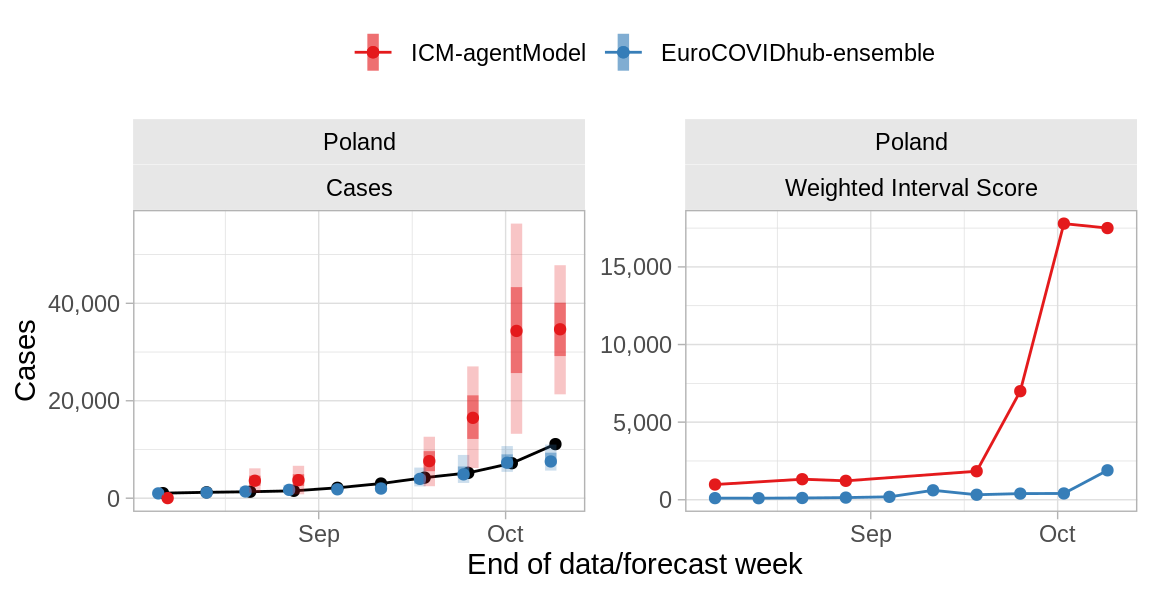 ICM-agentModel EuroCOVIDhub-ensemble
Poland
Cases
Cases
40,000
20,000
0
Sep Oct
Poland
Weighted Interval Score
15,000
10,000
5,000
0
Sep Oct
End of data/forecast week